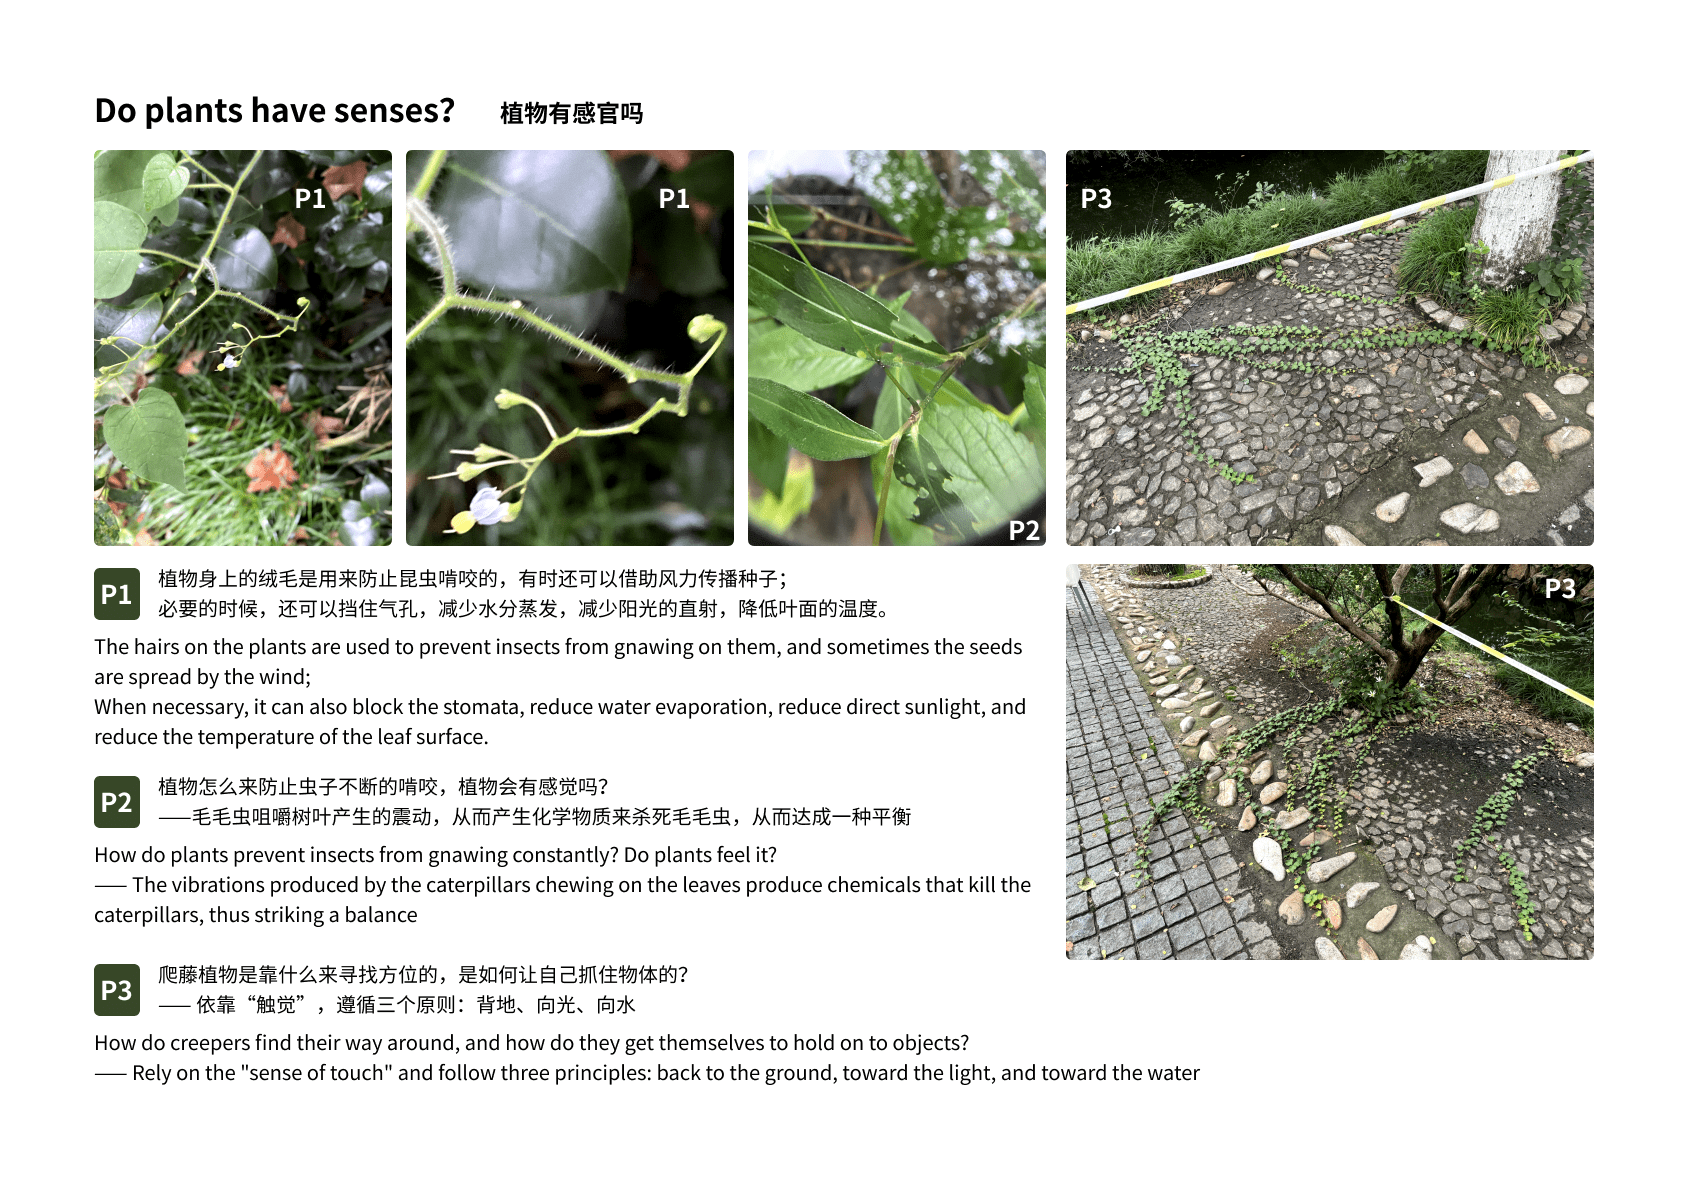 Do plants have senses? 植物有感官吗
P1
P1
P2
P3
P3
P1
植物身上的绒毛是用来防止昆虫啃咬的，有时还可以借助风力传播种子；
必要的时候，还可以挡住气孔，减少水分蒸发，减少阳光的直射，降低叶面的温度。
The hairs on the plants are used to prevent insects from gnawing on them, and sometimes the seeds
are spread by the wind;
When necessary, it can also block the stomata, reduce water evaporation, reduce direct sunlight, and
reduce the temperature of the leaf surface.
P2
植物怎么来防止虫子不断的啃咬，植物会有感觉吗？
——毛毛虫咀嚼树叶产生的震动，从而产生化学物质来杀死毛毛虫，从而达成一种平衡
How do plants prevent insects from gnawing constantly? Do plants feel it?
—— The vibrations produced by the caterpillars chewing on the leaves produce chemicals that kill the
caterpillars, thus striking a balance
P3
爬藤植物是靠什么来寻找方位的，是如何让自己抓住物体的？
—— 依靠“触觉”，遵循三个原则：背地、向光、向水
How do creepers find their way around, and how do they get themselves to hold on to objects?
—— Rely on the "sense of touch" and follow three principles: back to the ground, toward the light, and toward the water